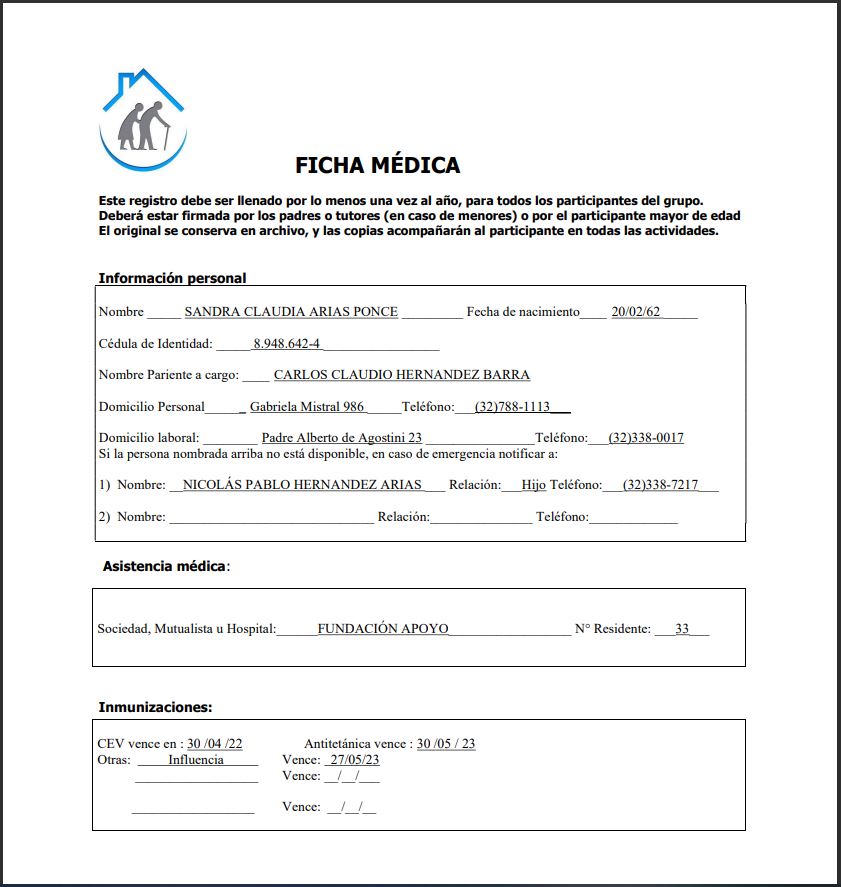 FICHA MÉDICA
Este registro debe ser llenado por lo menos una vez al año, para todos los participantes del grupo.
Deberá estar firmada por los padres o tutores (en caso de menores) o por el participante mayor de edad
El original se conserva en archivo, y las copias acompañarán al participante en todas las actividades.
Información personal
Nombre _____ SANDRA CLAUDIA ARIAS PONCE _________ Fecha de nacimiento____ 20/02/62_____
Cédula de Identidad: _____8.948.642-4_________________
Nombre Pariente a cargo: ____ CARLOS CLAUDIO HERNANDEZ BARRA
Domicilio Personal______ Gabriela Mistral 986_____Teléfono:___(32)788-1113___
Domicilio laboral: ________ Padre Alberto de Agostini 23 ________________Teléfono:___(32)338-0017
Si la persona nombrada arriba no está disponible, en caso de emergencia notificar a:
1) Nombre: __NICOLÁS PABLO HERNANDEZ ARIAS___ Relación:___Hijo Teléfono:___(32)338-7217___
2) Nombre: ______________________________ Relación:_______________ Teléfono:_____________
Asistencia médica:
Sociedad, Mutualista u Hospital:______FUNDACIÓN APOYO__________________ N° Residente: ___33___
Inmunizaciones:
CEV vence en : 30 /04 /22 Antitetánica vence : 30 /05 / 23
Otras: ____Influencia_____ Vence: _27/05/23
__________________ Vence: __/__/___
__________________ Vence: __/__/__